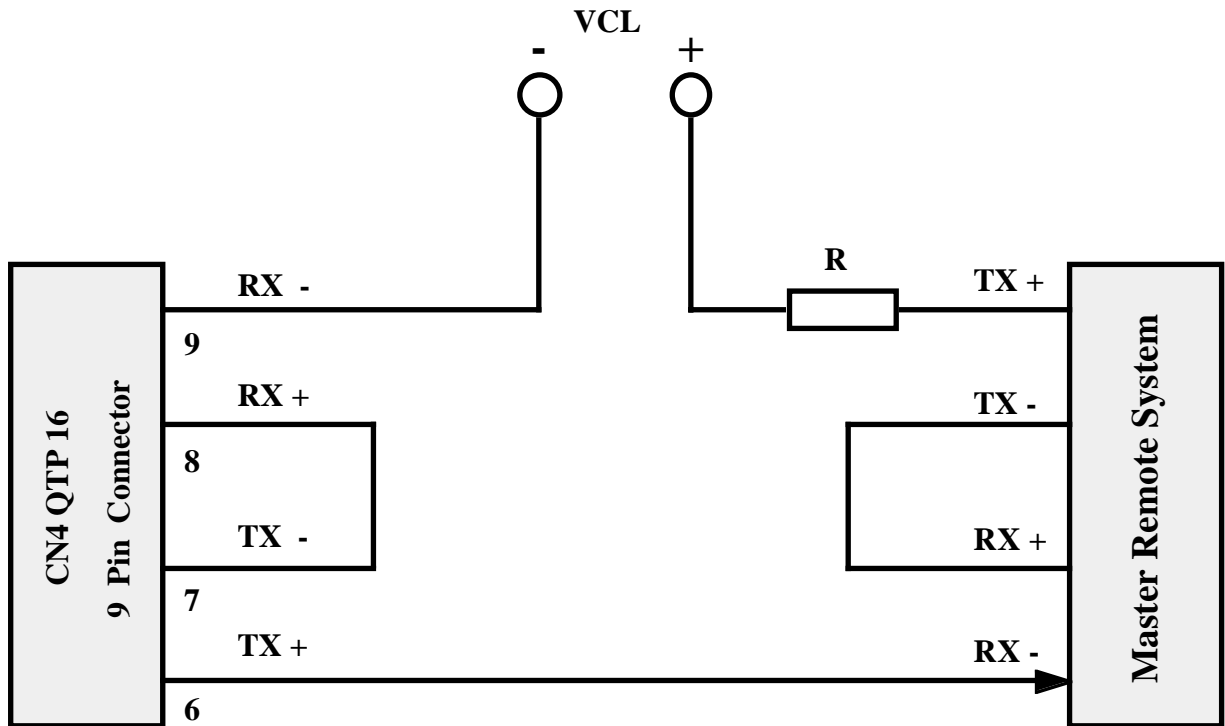 VCL
- +
R
RX - TX +
9
RX + TX -
8
TX - RX +
7
TX + RX -
6
CN4 QTP 16
9 Pin Connector
Master Remote System